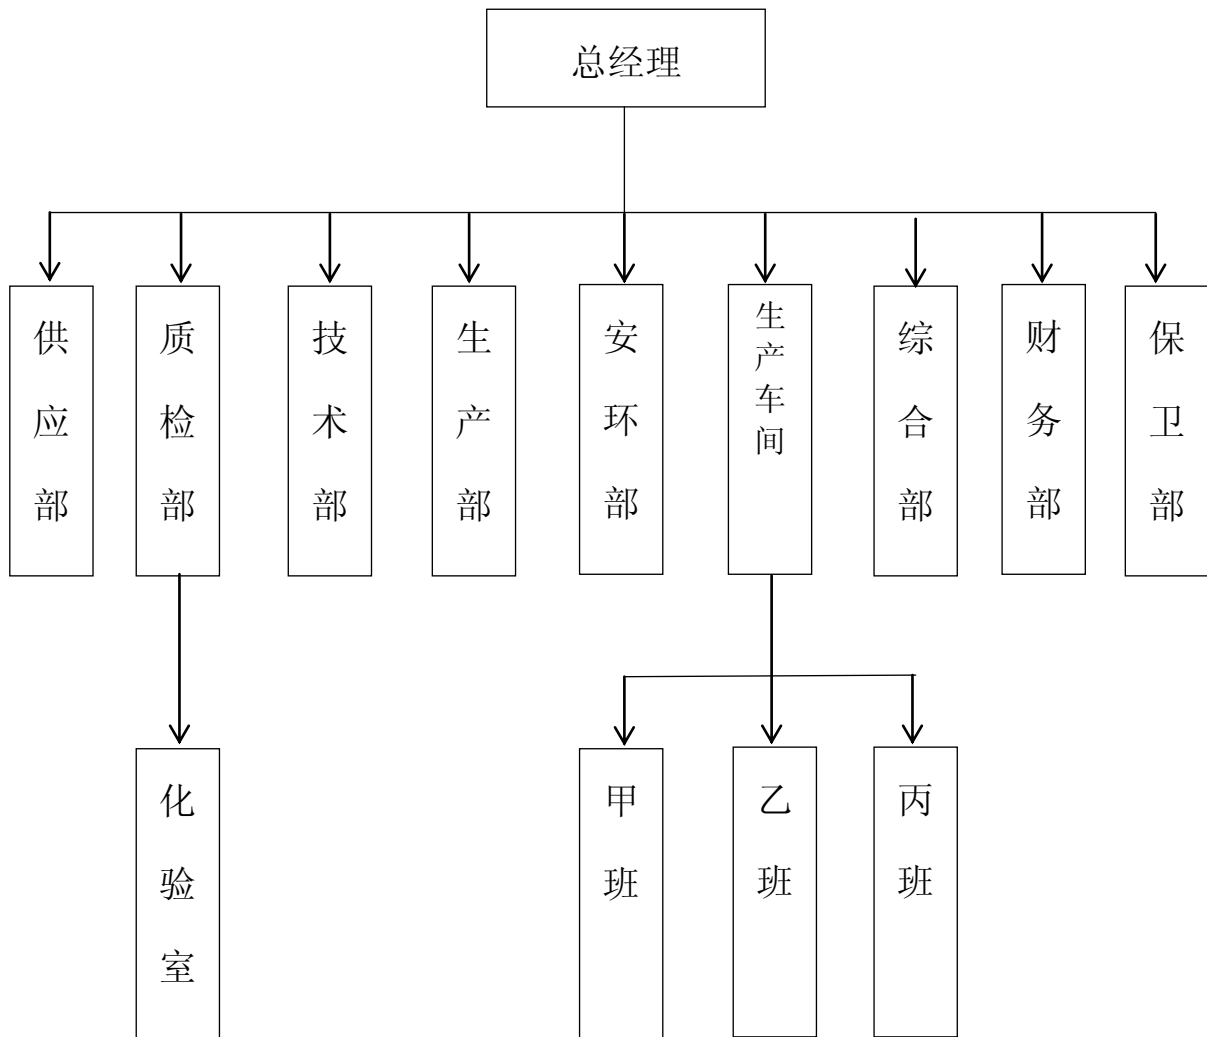 总经理
供应部
质检部
技术部
生产部
安环部
生产车间
综合部
财务部
保卫部
化验室
甲班
乙班
丙班